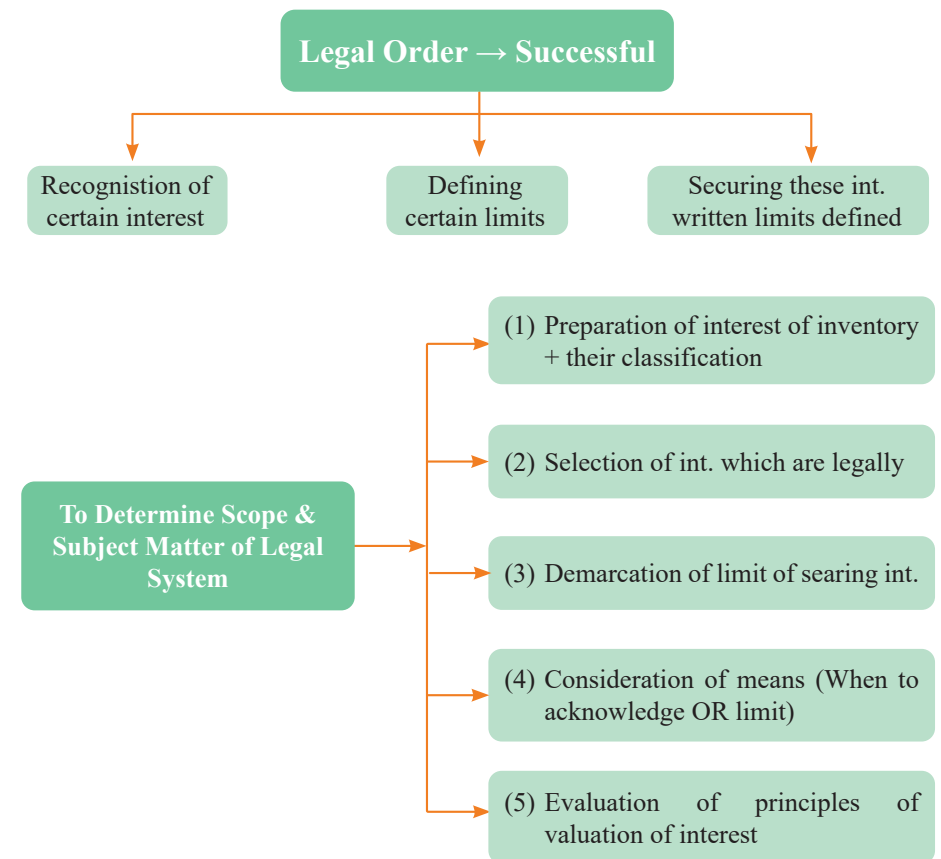 Legal Order → Successful
Recognistion of
certain interest
Defining
certain limits
Securing these int.
written limits defined
To Determine Scope &
Subject Matter of Legal
System
(1) Preparation of interest of inventory
+ their classification
(2) Selection of int. which are legally
(3) Demarcation of limit of searing int.
(4) Consideration of means (When to
acknowledge OR limit)
(5) Evaluation of principles of
valuation of interest